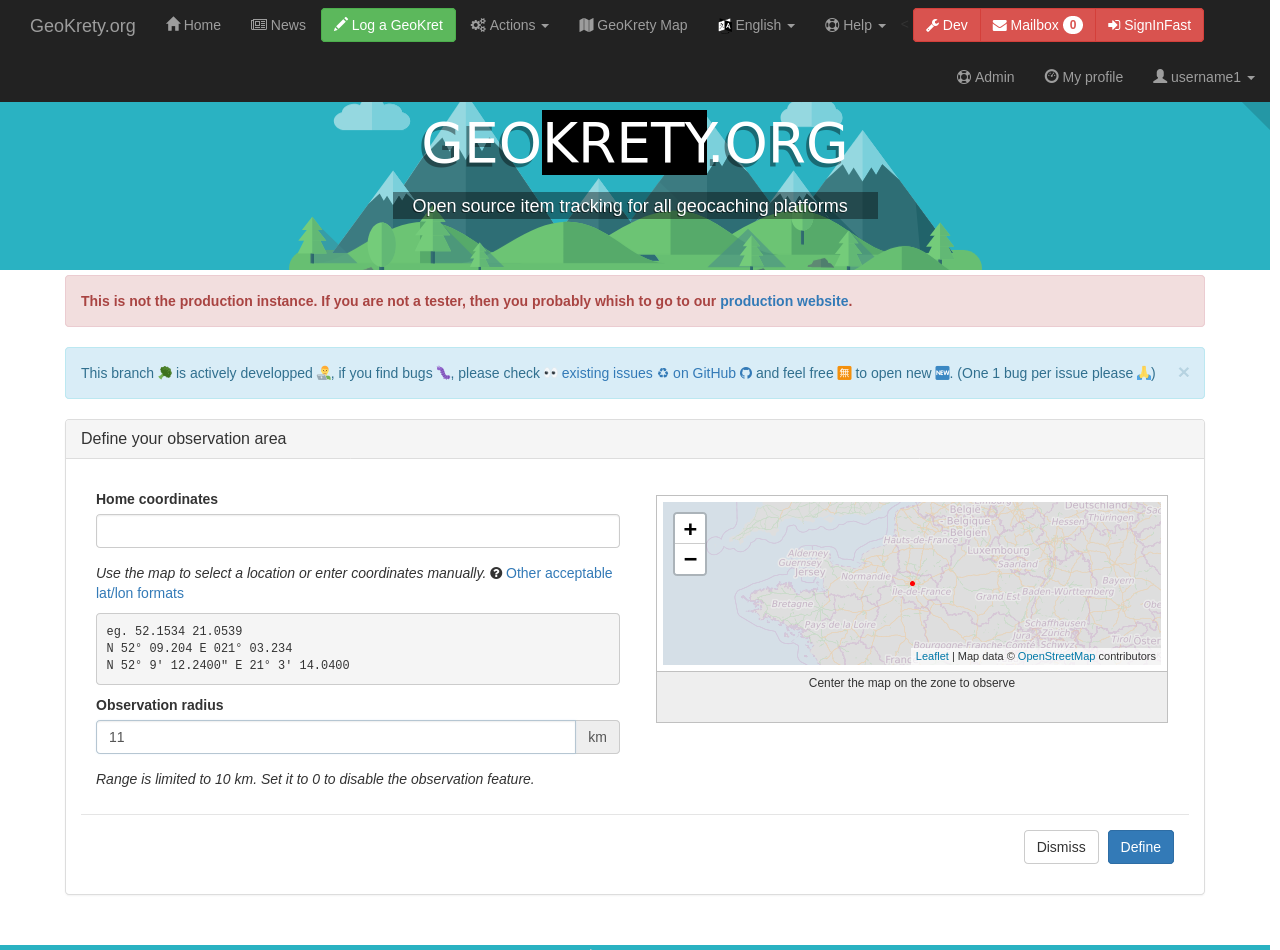 GeoKrety.org Home News Log a GeoKret Actions GeoKrety Map English Help < Dev Mailbox 0 SignInFast
Admin My profile username1
GEOKRETY.ORG
Open source item tracking for all geocaching platforms
This is not the production instance. If you are not a tester, then you probably whish to go to our production website.
This branch 🌳 is actively developped 👨‍🔬, if you find bugs 🐛, please check 👀 existing issues ♻ on GitHub and feel free 🈚 to open new 🆕. (One 1 bug per issue please 🙏) ×
Define your observation area
Home coordinates
Use the map to select a location or enter coordinates manually. Other acceptable
lat/lon formats
eg. 52.1534 21.0539
N 52° 09.204 E 021° 03.234
N 52° 9' 12.2400" E 21° 3' 14.0400
Observation radius
11 km
Range is limited to 10 km. Set it to 0 to disable the observation feature.
+
−
Deutschland
België
Belgique
Belgien
Hessen
Thüringen
Hauts-de-France
Luxembourg
Saarland
Alderney
Guernsey
Jersey
Normandie
Île-de-France
Grand Est
Baden-Württemberg
Bayern
Bretagne
Pays de la Loire
Schaffhausen
Zürich
Jura
Tirol
Bourgogne-Franche-Comté
Schwyz
Leaflet | Map data © OpenStreetMap contributors
Center the map on the zone to observe
Dismiss Define